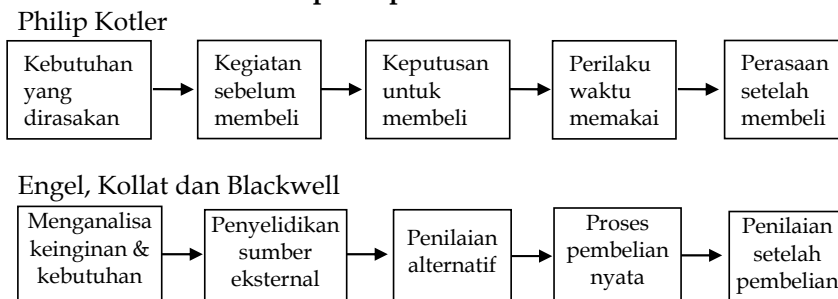 Philip Kotler
Kebutuhan
yang
dirasakan
Kegiatan
sebelum
membeli
Keputusan
untuk
membeli
Perilaku
waktu
memakai
Perasaan
setelah
membeli
Engel, Kollat dan Blackwell
Menganalisa
keinginan &
kebutuhan
Penyelidikan
sumber
eksternal
Penilaian
alternatif
Proses
pembelian
nyata
Penilaian
setelah
pembelian